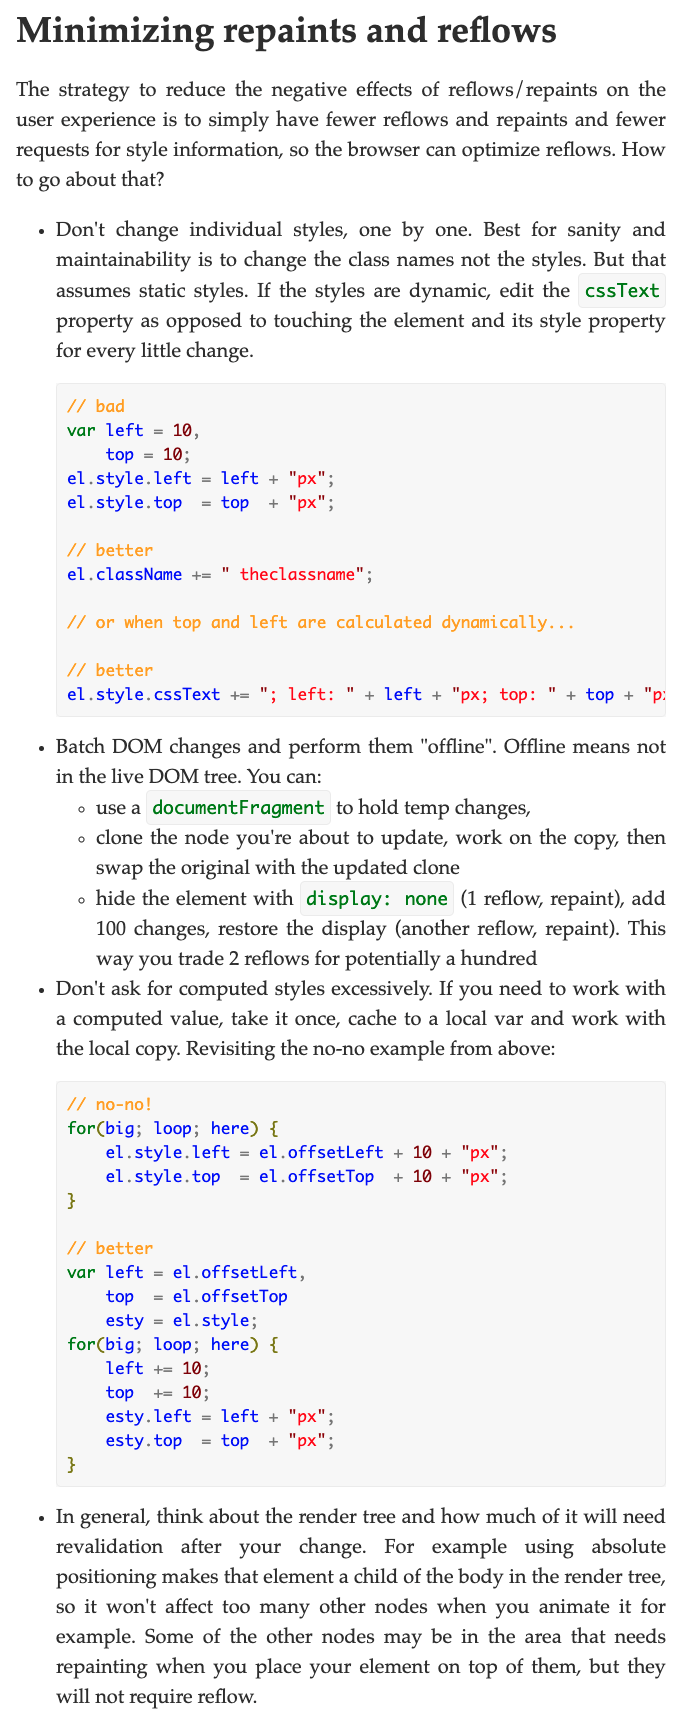 Minimizing repaints and reflows
The strategy to reduce the negative effects of reflows/repaints on the
user experience is to simply have fewer reflows and repaints and fewer
requests for style information, so the browser can optimize reflows. How
to go about that?
• Don't change individual styles, one by one. Best for sanity and
maintainability is to change the class names not the styles. But that
assumes static styles. If the styles are dynamic, edit the cssText
property as opposed to touching the element and its style property
for every little change.
// bad
var left = 10,
    top = 10;
el.style.left = left + "px";
el.style.top  = top  + "px";

// better
el.className += " theclassname";

// or when top and left are calculated dynamically...

// better
el.style.cssText += "; left: " + left + "px; top: " + top + "px
• Batch DOM changes and perform them "offline". Offline means not
in the live DOM tree. You can:
◦ use a documentFragment to hold temp changes,
◦ clone the node you're about to update, work on the copy, then
swap the original with the updated clone
◦ hide the element with display: none (1 reflow, repaint), add
100 changes, restore the display (another reflow, repaint). This
way you trade 2 reflows for potentially a hundred
• Don't ask for computed styles excessively. If you need to work with
a computed value, take it once, cache to a local var and work with
the local copy. Revisiting the no-no example from above:
// no-no!
for(big; loop; here) {
    el.style.left = el.offsetLeft + 10 + "px";
    el.style.top  = el.offsetTop  + 10 + "px";
}

// better
var left = el.offsetLeft,
    top  = el.offsetTop
    esty = el.style;
for(big; loop; here) {
    left += 10;
    top  += 10;
    esty.left = left + "px";
    esty.top  = top  + "px";
}
• In general, think about the render tree and how much of it will need
revalidation after your change. For example using absolute
positioning makes that element a child of the body in the render tree,
so it won't affect too many other nodes when you animate it for
example. Some of the other nodes may be in the area that needs
repainting when you place your element on top of them, but they
will not require reflow.